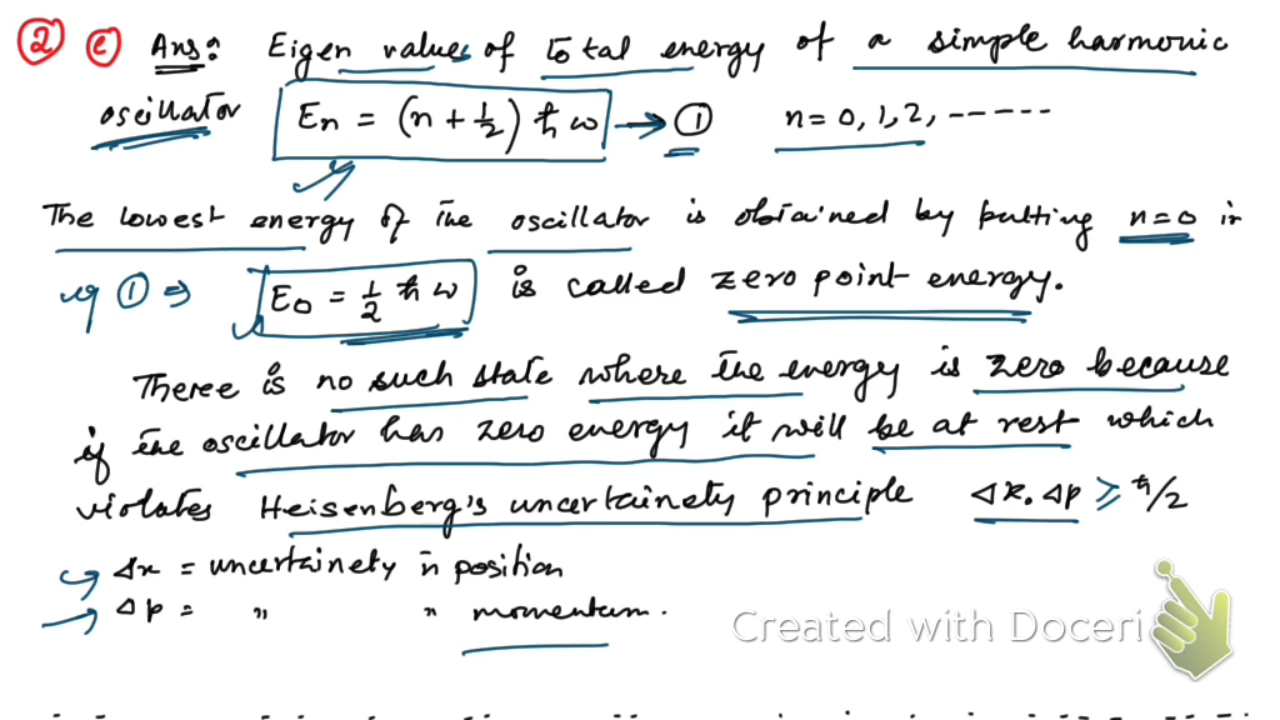 ② ⓒ Ans: Eigen values of total energy of a simple harmonic
oscillator En = (n + 1/2) ħ ω → ① n = 0, 1, 2, ------
The lowest energy of the oscillator is obtained by putting n=0 in
eq ① ⇒ E0 = 1/2 ħ ω is called zero point energy.
Theree is no such state where the energy is zero because
if the oscillator has zero energy it will be at rest which
violates Heisenberg's uncertainety principle Δx. Δp ≥ ħ/2
Δx = uncertainety in position
Δp = " " momentum.
Created with Doceri